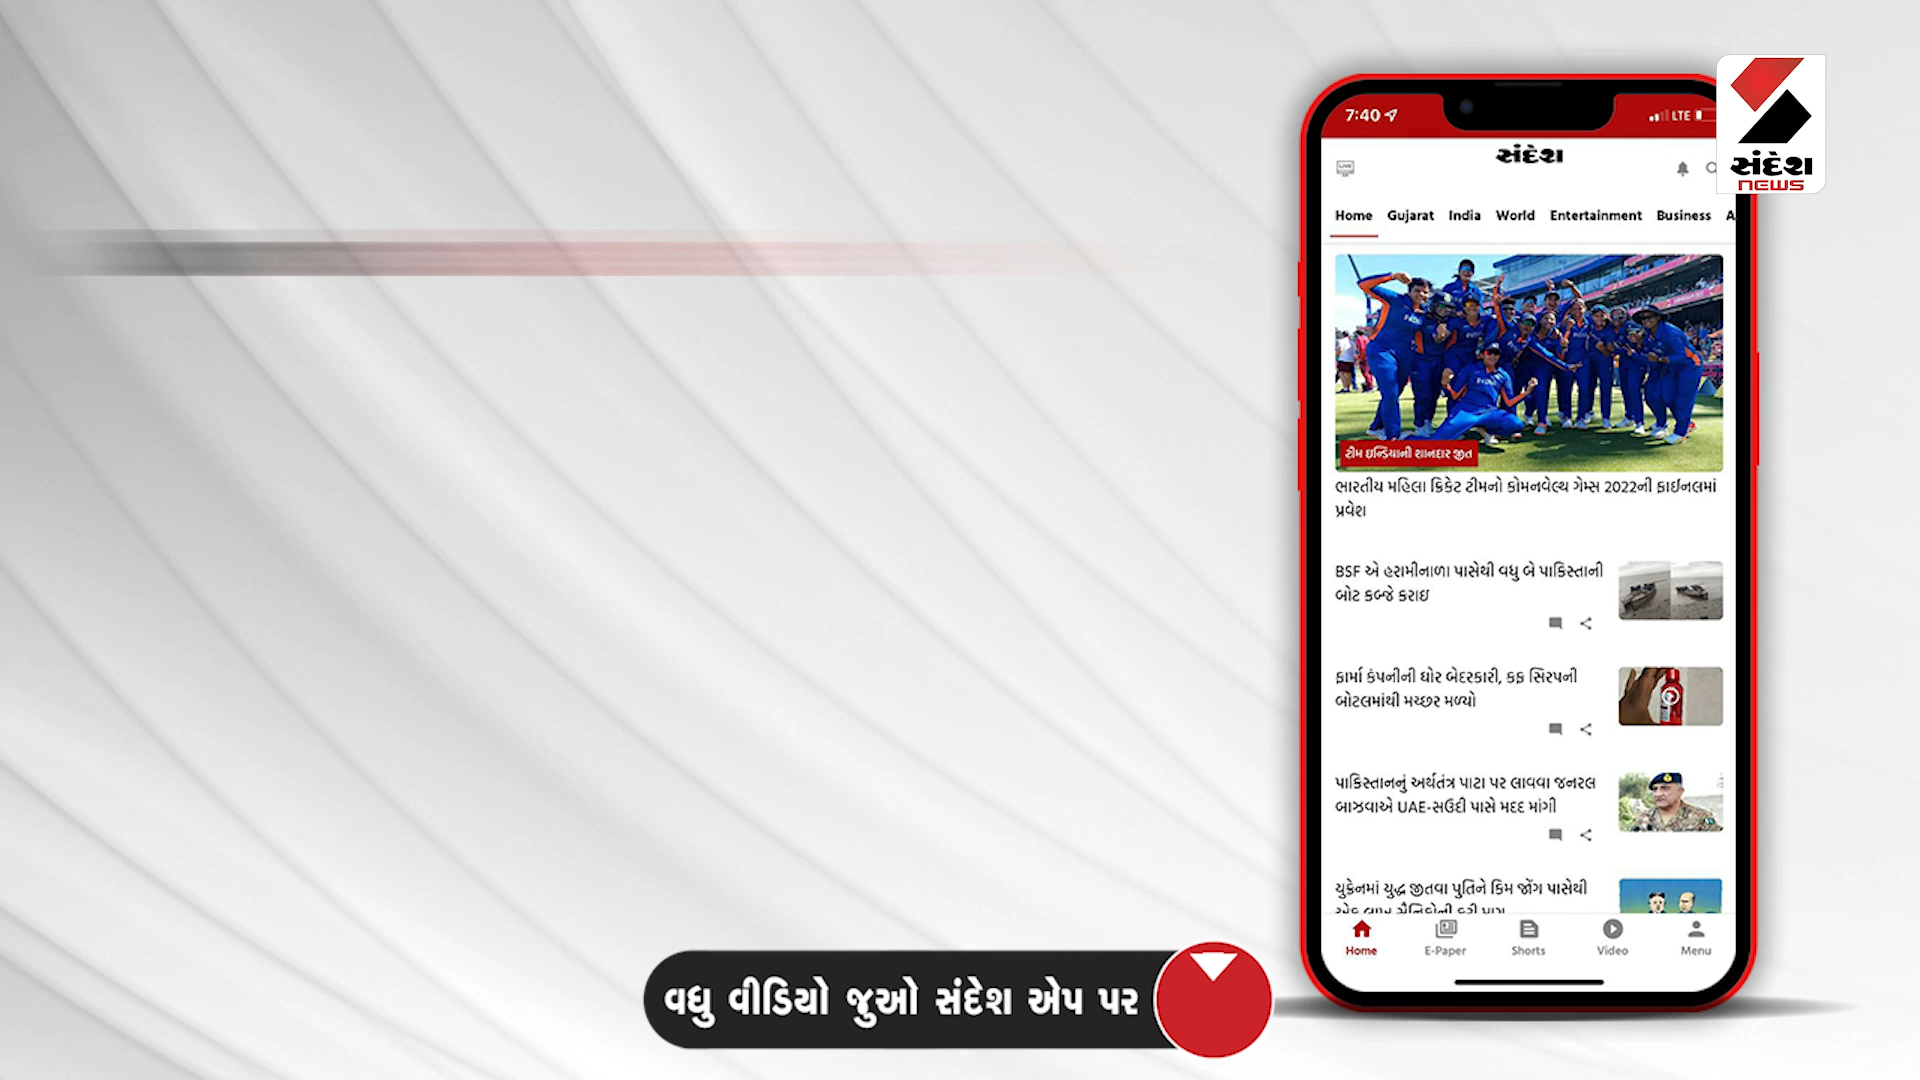 7:40
LTE
સંદેશ
સંદેશ
NEWS
Home Gujarat India World Entertainment Business A
ટીમ ઇન્ડિયાની શાનદાર જીત
ભારતીય મહિલા ક્રિકેટ ટીમનો કોમનવેલ્થ ગેમ્સ 2022ની ફાઈનલમાં
પ્રવેશ
BSF એ હરામીનાળા પાસેથી વધુ બે પાકિસ્તાની
બોટ કબ્જે કરાઇ
ફાર્મા કંપનીની ઘોર બેદરકારી, કફ સિરપની
બોટલમાંથી મચ્છર મળ્યો
પાકિસ્તાનનું અર્થતંત્ર પાટા પર લાવવા જનરલ
બાઝવાએ UAE-સઉદી પાસે મદદ માંગી
યુક્રેનમાં યુદ્ધ જીતવા પુતિને કિમ જોંગ પાસેથી
Home E-Paper Shorts Video Menu
વધુ વીડિયો જુઓ સંદેશ એપ પર